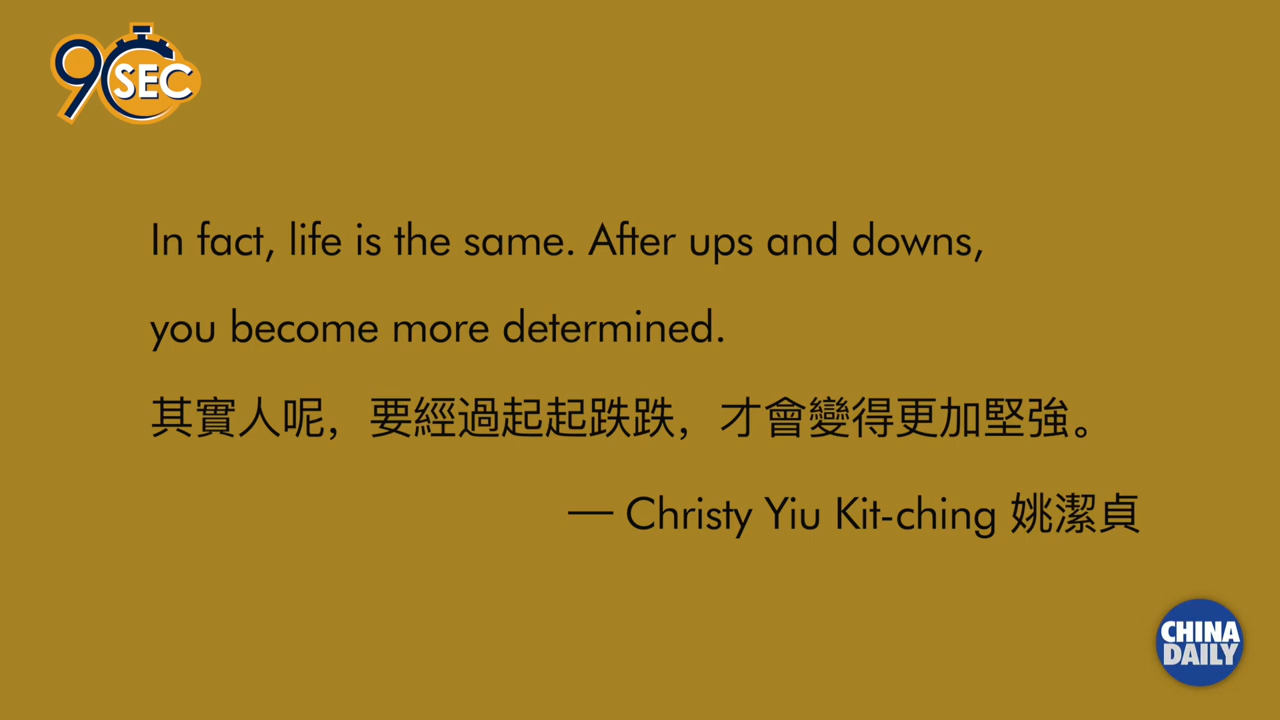 90 SEC
In fact, life is the same. After ups and downs,
you become more determined.
其實人呢，要經過起起跌跌，才會變得更加堅強。
— Christy Yiu Kit-ching 姚潔貞
CHINA
DAILY